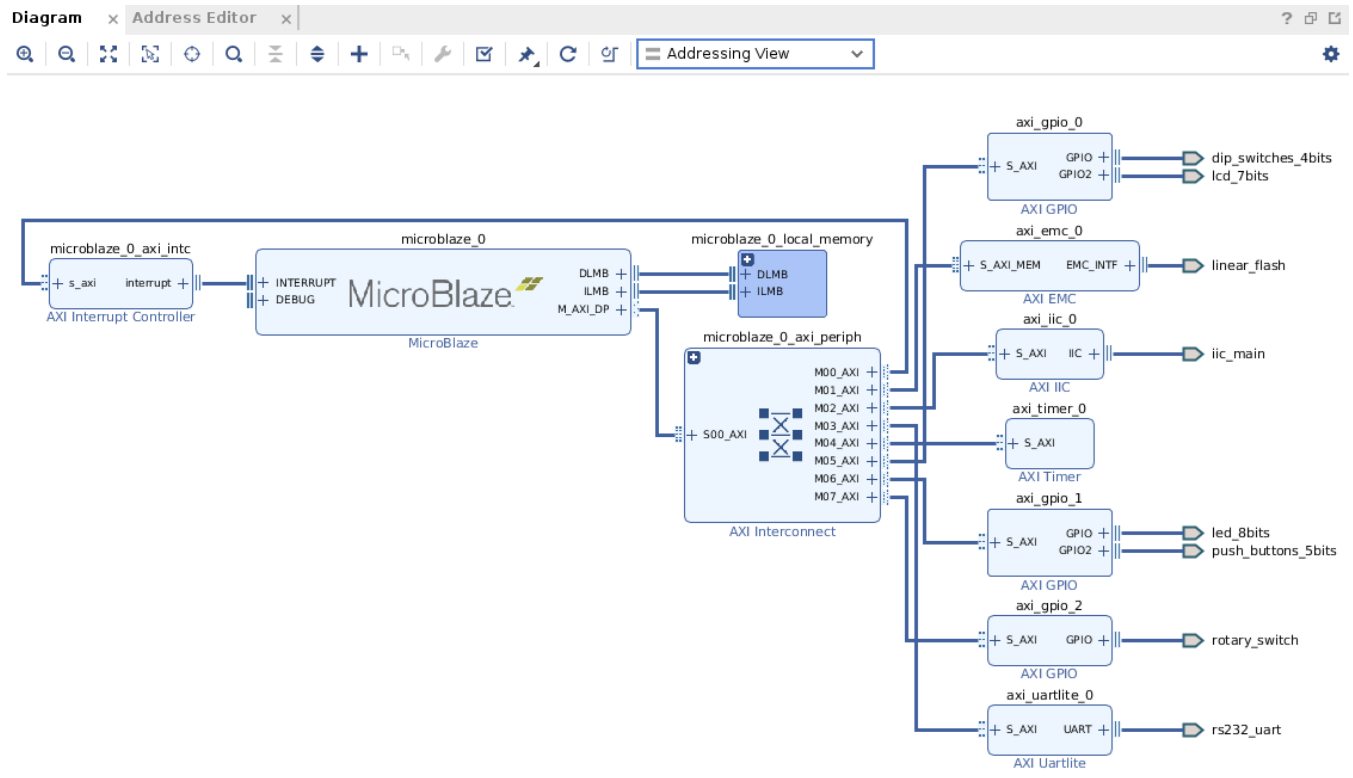 Diagram
Address Editor
Addressing View
axi_gpio_0
S_AXI
GPIO
GPIO2
AXI GPIO
dip_switches_4bits
lcd_7bits
axi_emc_0
S_AXI_MEM
EMC_INTF
AXI EMC
linear_flash
microblaze_0_axi_intc
s_axi
interrupt
AXI Interrupt Controller
microblaze_0
INTERRUPT
DEBUG
MicroBlaze
DLMB
ILMB
M_AXI_DP
MicroBlaze
microblaze_0_local_memory
DLMB
ILMB
microblaze_0_axi_periph
S00_AXI
M00_AXI
M01_AXI
M02_AXI
M03_AXI
M04_AXI
M05_AXI
M06_AXI
M07_AXI
AXI Interconnect
axi_iic_0
S_AXI
IIC
AXI IIC
iic_main
axi_timer_0
S_AXI
AXI Timer
axi_gpio_1
S_AXI
GPIO
GPIO2
AXI GPIO
led_8bits
push_buttons_5bits
axi_gpio_2
S_AXI
GPIO
AXI GPIO
rotary_switch
axi_uartlite_0
S_AXI
UART
AXI Uartlite
rs232_uart